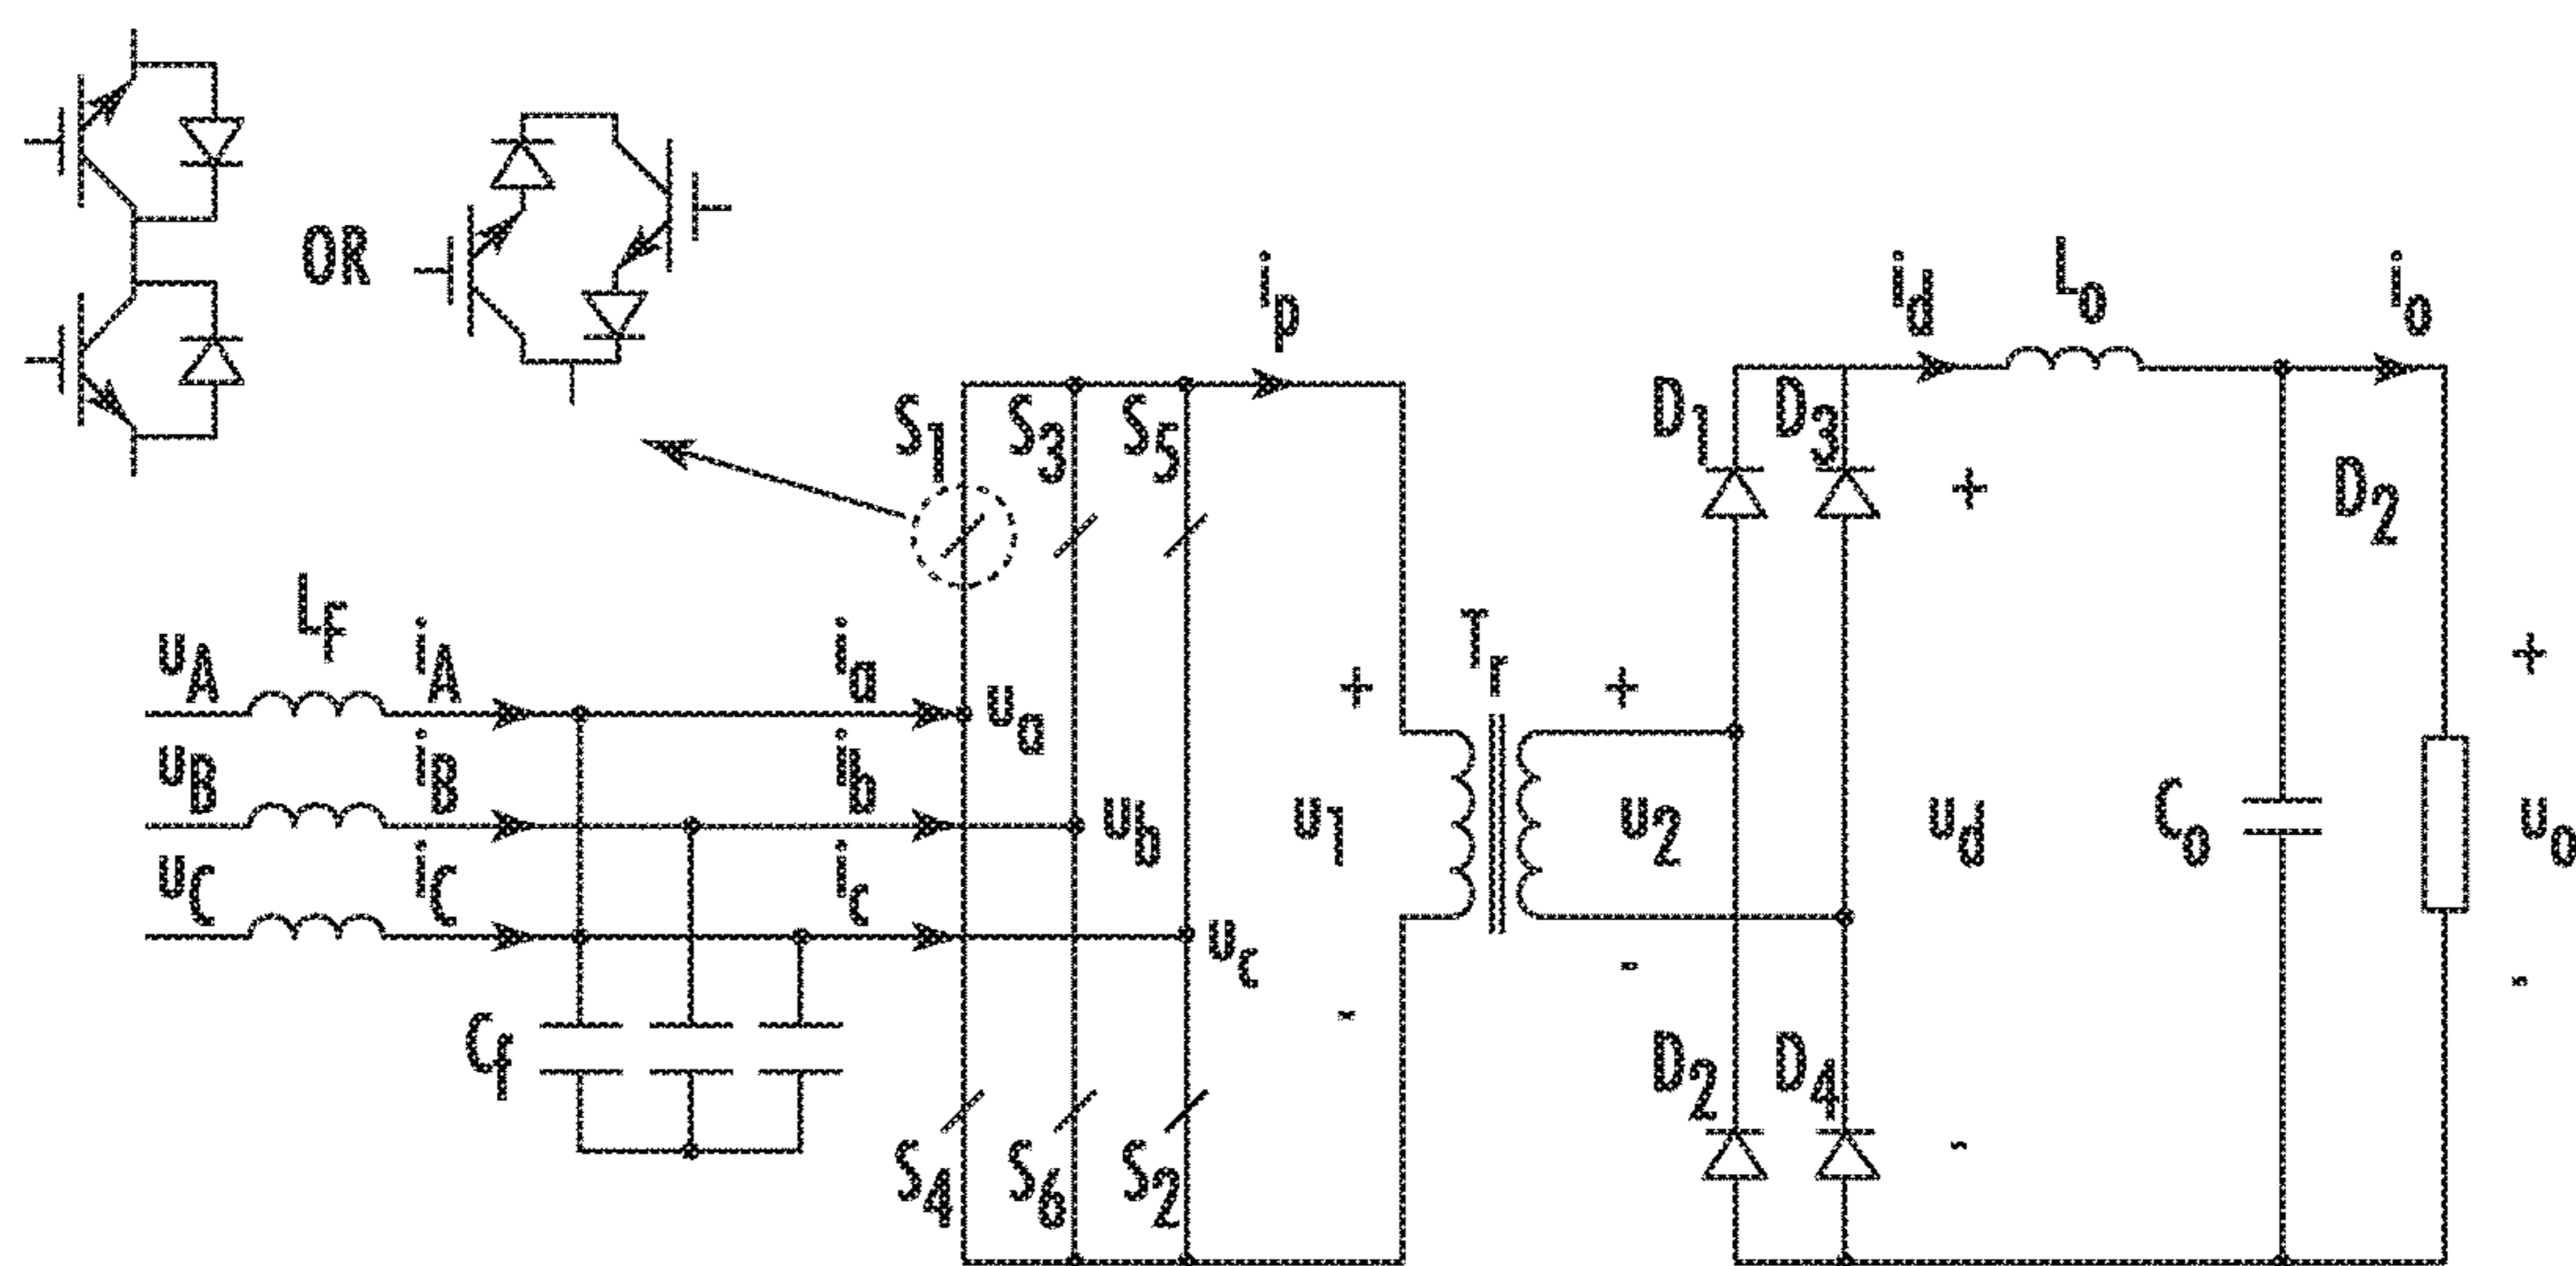 OR
i_p
i_d L_o i_o
S_1 S_3 S_5
D_1 D_3
+
D_2
L_f
u_A i_A i_a u_a
+ T_r +
+
u_B i_B i_b u_b
u_1 u_2 u_d C_o u_o
u_C i_C i_c u_c
- - -
C_f
D_2 D_4
-
S_4 S_6 S_2